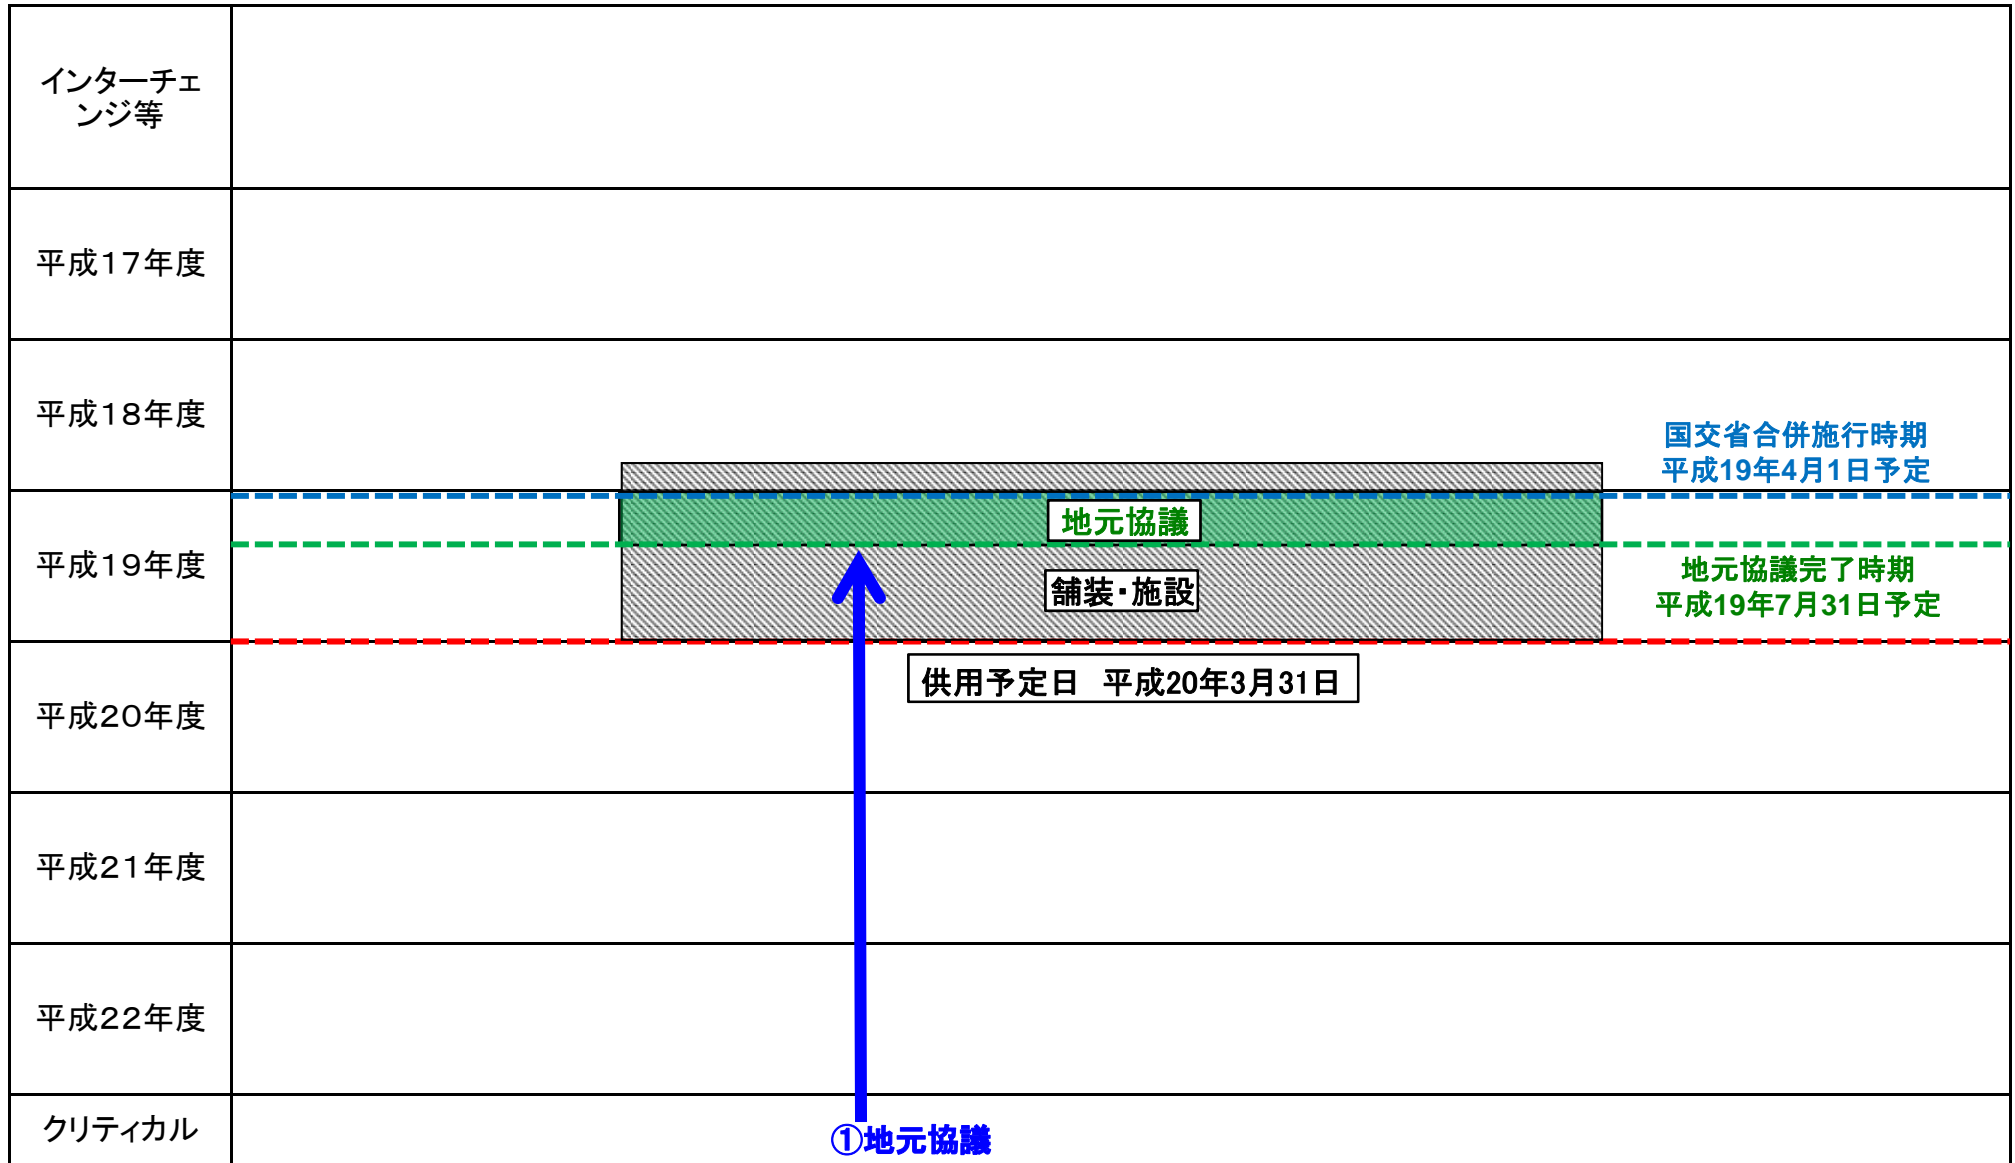 インターチェ
ンジ等
平成17年度
平成18年度
国交省合併施行時期
平成19年4月1日予定
地元協議
平成19年度
舗装・施設
地元協議完了時期
平成19年7月31日予定
供用予定日　平成20年3月31日
平成20年度
平成21年度
平成22年度
クリティカル
①地元協議